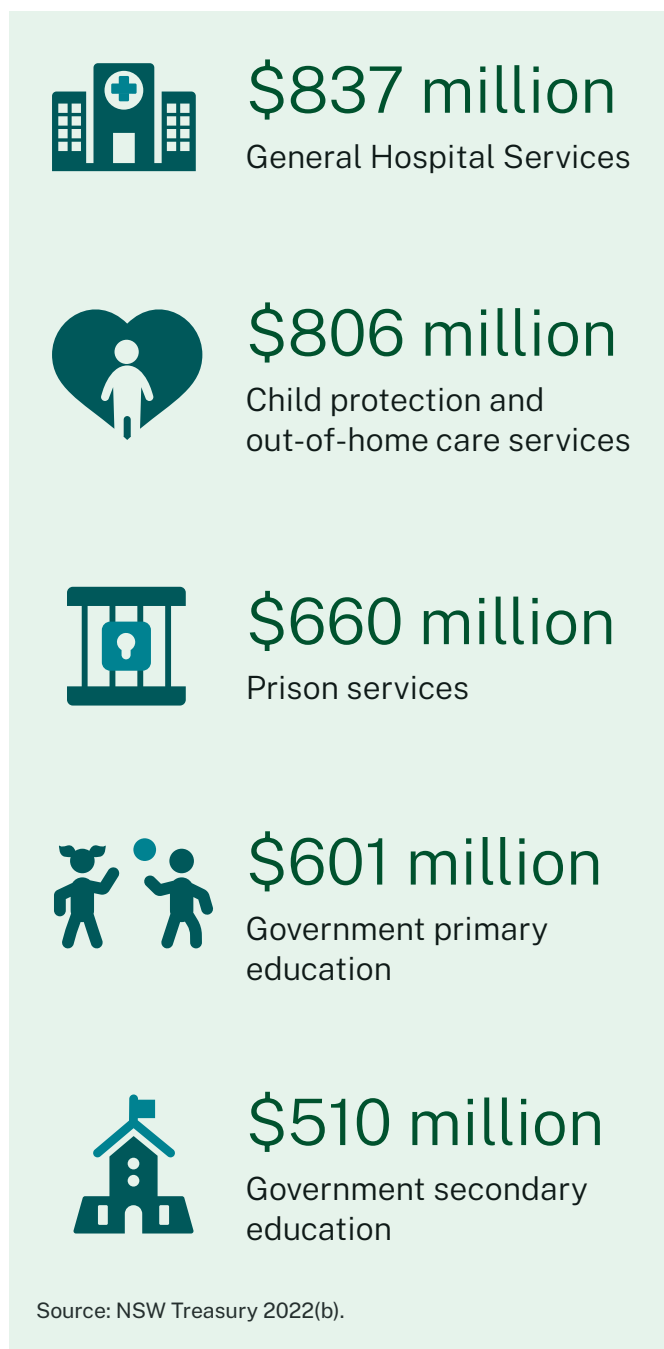 $837 million
General Hospital Services
$806 million
Child protection and
out-of-home care services
$660 million
Prison services
$601 million
Government primary
education
$510 million
Government secondary
education
Source: NSW Treasury 2022(b).